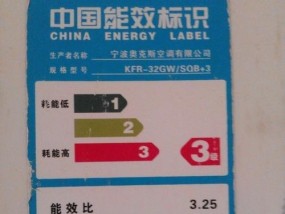 中国能效标识
CHINA ENERGY LABEL
生产者名称 宁波奥克斯空调有限公司
规格型号 KFR-32GW/SQB+3
耗能低 1
2
耗能高 3 3级
能效比 3.25